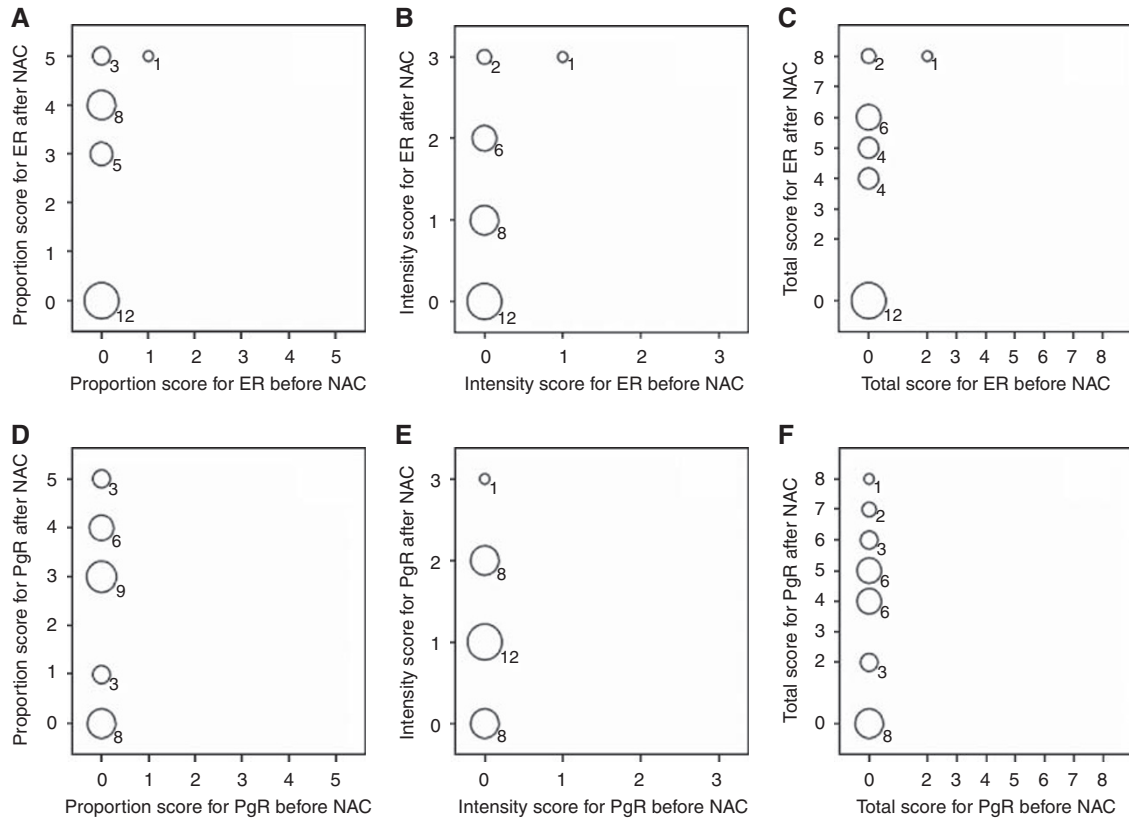 A
Proportion score for ER after NAC
5
4
3
2
1
0
3
1
8
5
12
0 1 2 3 4 5
Proportion score for ER before NAC
B
Intensity score for ER after NAC
3
2
1
0
2
1
6
8
12
0 1 2 3
Intensity score for ER before NAC
C
Total score for ER after NAC
8
7
6
5
4
3
2
0
2
1
6
4
4
12
0 2 3 4 5 6 7 8
Total score for ER before NAC
D
Proportion score for PgR after NAC
5
4
3
2
1
0
3
6
9
3
8
0 1 2 3 4 5
Proportion score for PgR before NAC
E
Intensity score for PgR after NAC
3
2
1
0
1
8
12
8
0 1 2 3
Intensity score for PgR before NAC
F
Total score for PgR after NAC
8
7
6
5
4
3
2
0
1
2
3
6
6
3
8
0 2 3 4 5 6 7 8
Total score for PgR before NAC